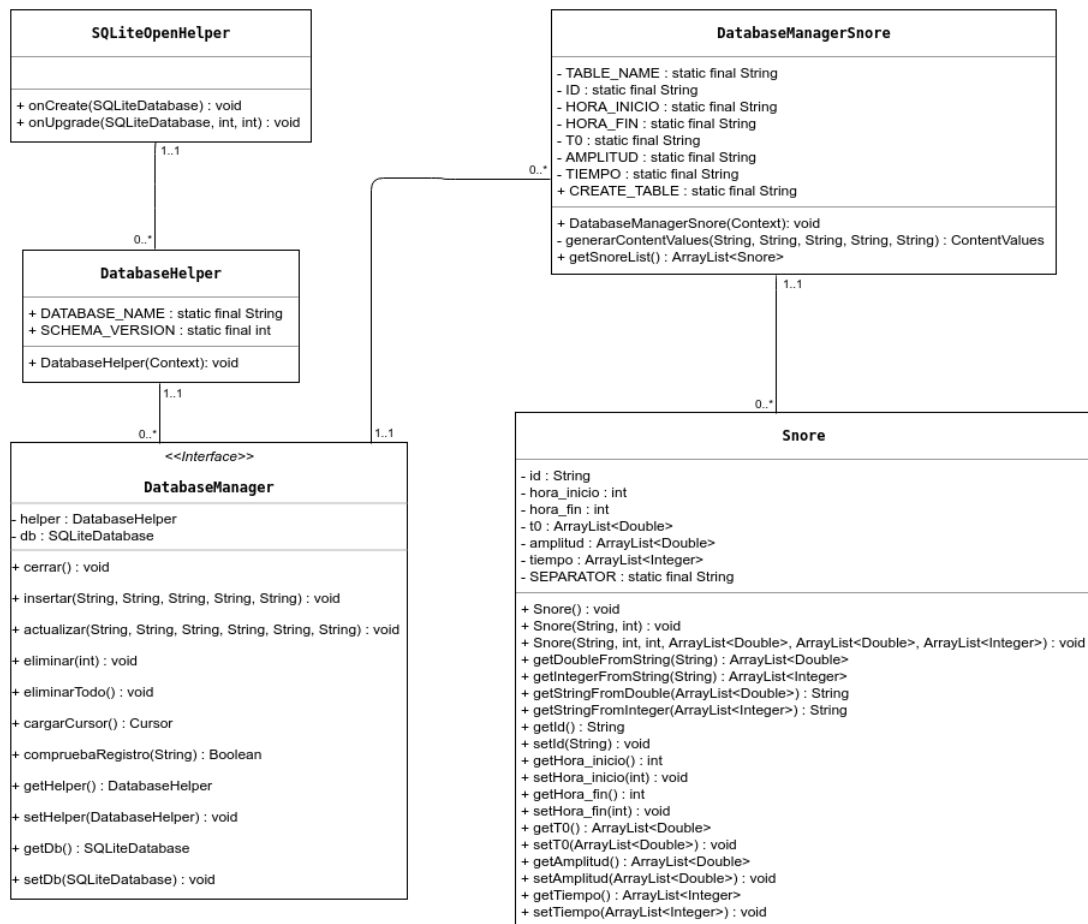 SQLiteOpenHelper
+ onCreate(SQLiteDatabase) : void
+ onUpgrade(SQLiteDatabase, int, int) : void
1..1
0..*
DatabaseHelper
+ DATABASE_NAME : static final String
+ SCHEMA_VERSION : static final int
+ DatabaseHelper(Context): void
1..1
0..*
1..1
<<Interface>>
DatabaseManager
- helper : DatabaseHelper
- db : SQLiteDatabase
+ cerrar() : void
+ insertar(String, String, String, String, String) : void
+ actualizar(String, String, String, String, String, String) : void
+ eliminar(int) : void
+ eliminarTodo() : void
+ cargarCursor() : Cursor
+ compruebaRegistro(String) : Boolean
+ getHelper() : DatabaseHelper
+ setHelper(DatabaseHelper) : void
+ getDb() : SQLiteDatabase
+ setDb(SQLiteDatabase) : void
DatabaseManagerSnore
- TABLE_NAME : static final String
- ID : static final String
- HORA_INICIO : static final String
- HORA_FIN : static final String
- T0 : static final String
- AMPLITUD : static final String
- TIEMPO : static final String
+ CREATE_TABLE : static final String
0..*
+ DatabaseManagerSnore(Context): void
- generarContentValues(String, String, String, String, String) : ContentValues
+ getSnoreList() : ArrayList<Snore>
1..1
0..*
Snore
- id : String
- hora_inicio : int
- hora_fin : int
- t0 : ArrayList<Double>
- amplitud : ArrayList<Double>
- tiempo : ArrayList<Integer>
- SEPARATOR : static final String
+ Snore() : void
+ Snore(String, int) : void
+ Snore(String, int, int, ArrayList<Double>, ArrayList<Double>, ArrayList<Integer>) : void
+ getDoubleFromString(String) : ArrayList<Double>
+ getIntegerFromString(String) : ArrayList<Integer>
+ getStringFromDouble(ArrayList<Double>) : String
+ getStringFromInteger(ArrayList<Integer>) : String
+ getId() : String
+ setId(String) : void
+ getHora_inicio() : int
+ setHora_inicio(int) : void
+ getHora_fin() : int
+ setHora_fin(int) : void
+ getT0() : ArrayList<Double>
+ setT0(ArrayList<Double>) : void
+ getAmplitud() : ArrayList<Double>
+ setAmplitud(ArrayList<Double>) : void
+ getTiempo() : ArrayList<Integer>
+ setTiempo(ArrayList<Integer>) : void